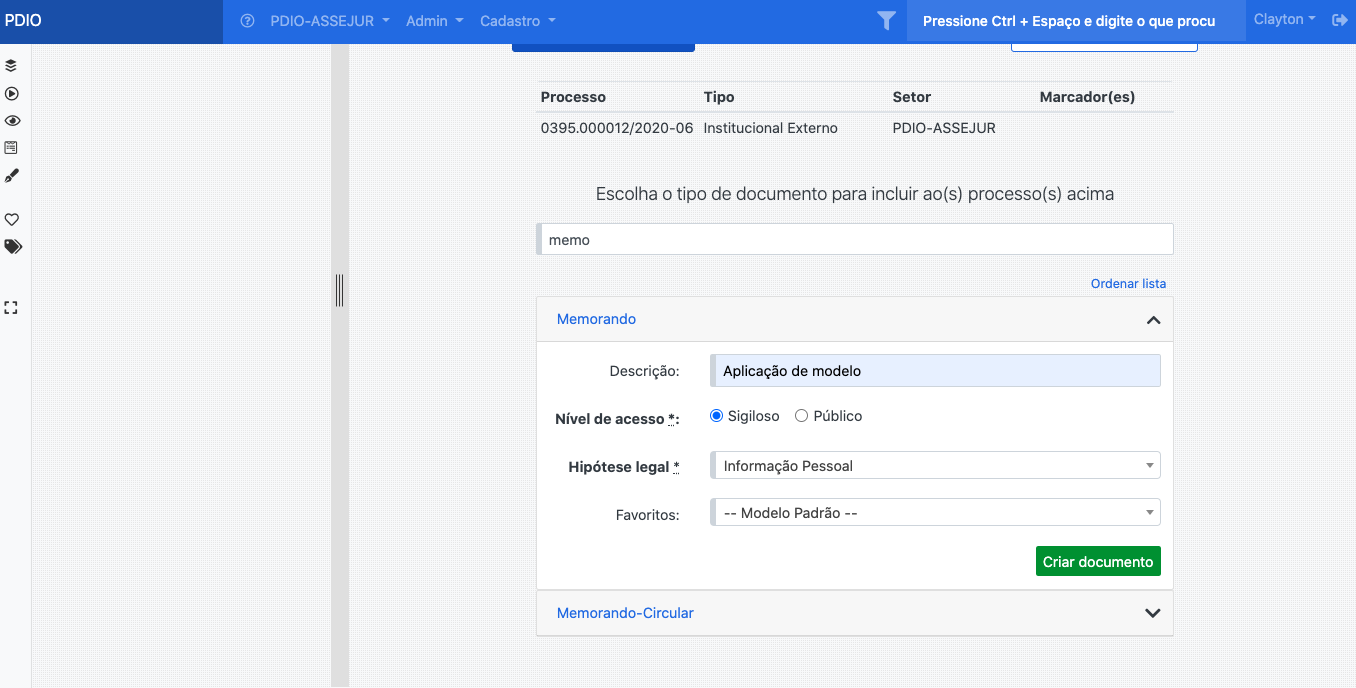 PDIO
PDIO-ASSEJUR Admin Cadastro Pressione Ctrl + Espaço e digite o que procu Clayton
Processo Tipo Setor Marcador(es)
0395.000012/2020-06 Institucional Externo PDIO-ASSEJUR
Escolha o tipo de documento para incluir ao(s) processo(s) acima
memo
Ordenar lista
Memorando
Descrição: Aplicação de modelo
Nível de acesso *: Sigiloso Público
Hipótese legal * Informação Pessoal
Favoritos: -- Modelo Padrão --
Criar documento
Memorando-Circular